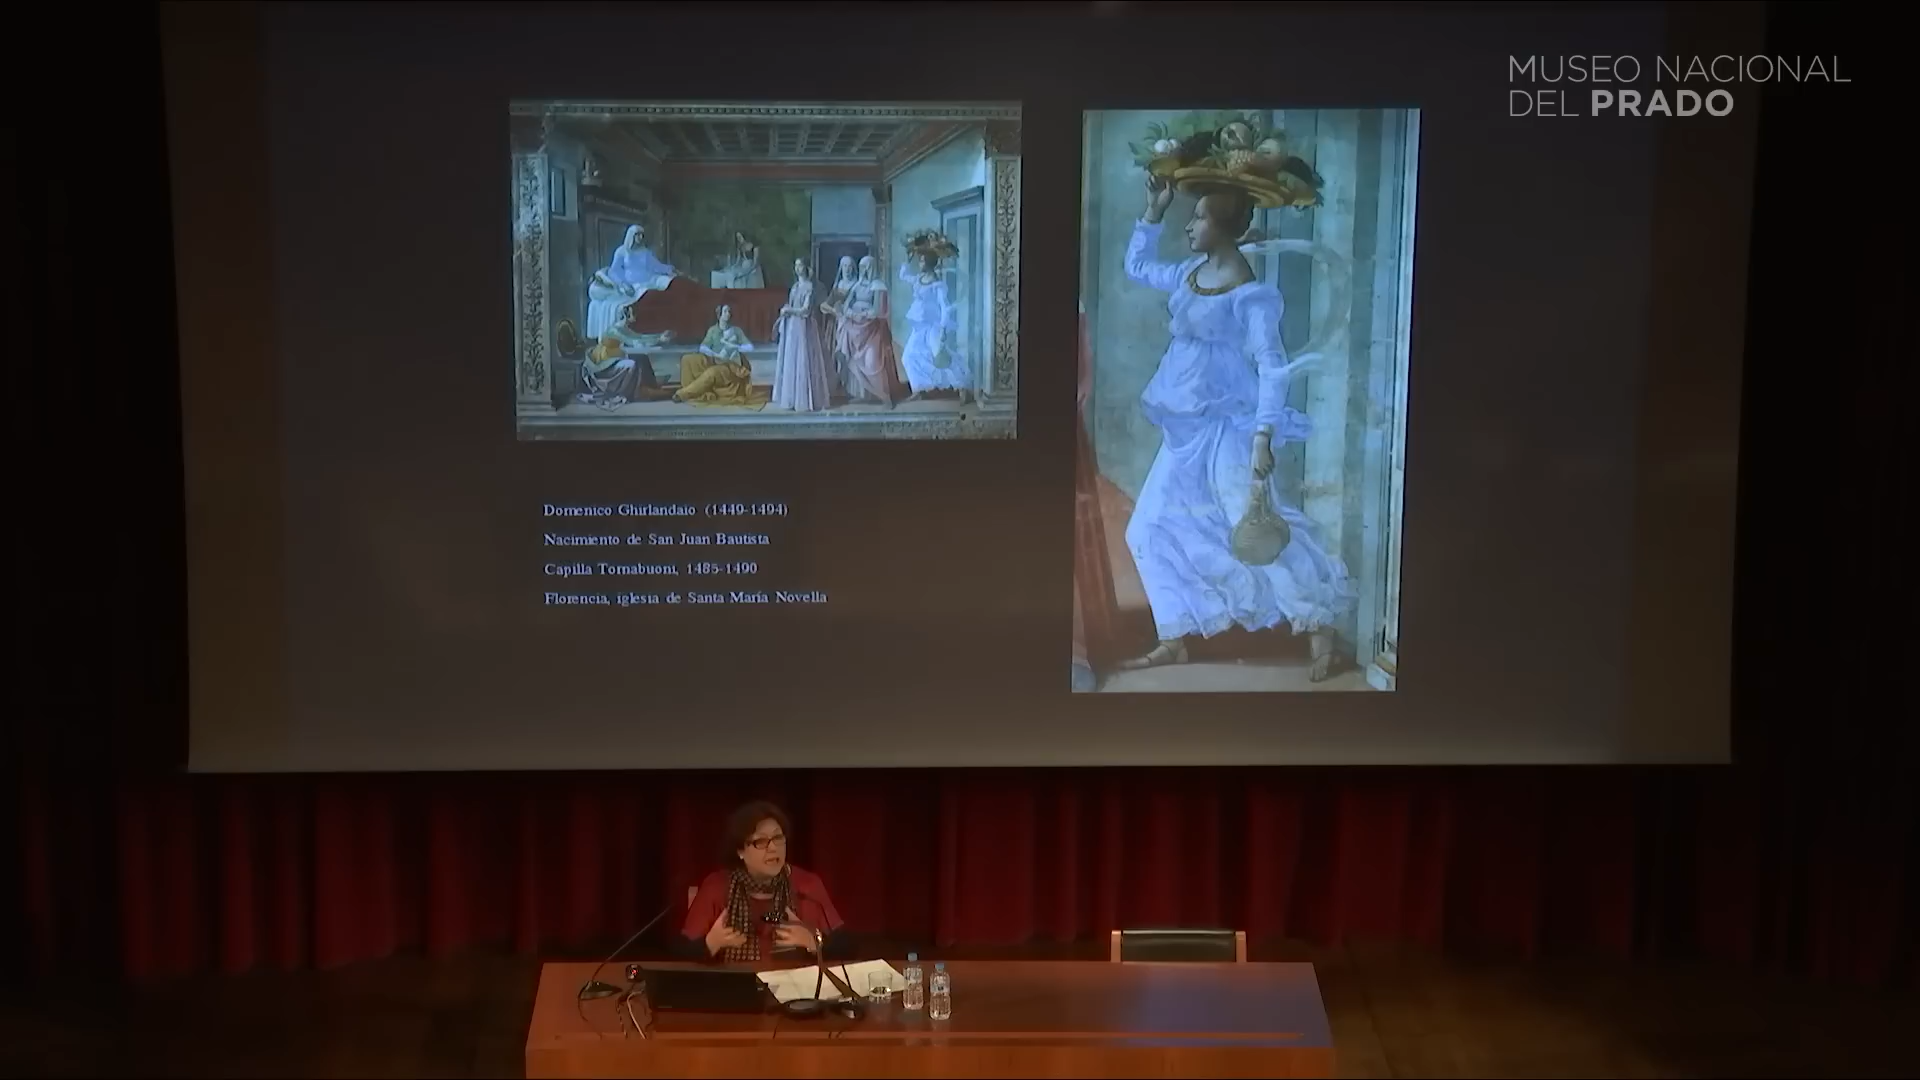 MUSEO NACIONAL
DEL PRADO
Domenico Ghirlandaio (1449-1494)
Nacimiento de San Juan Bautista
Capilla Tornabuoni, 1485-1490
Florencia, iglesia de Santa María Novella